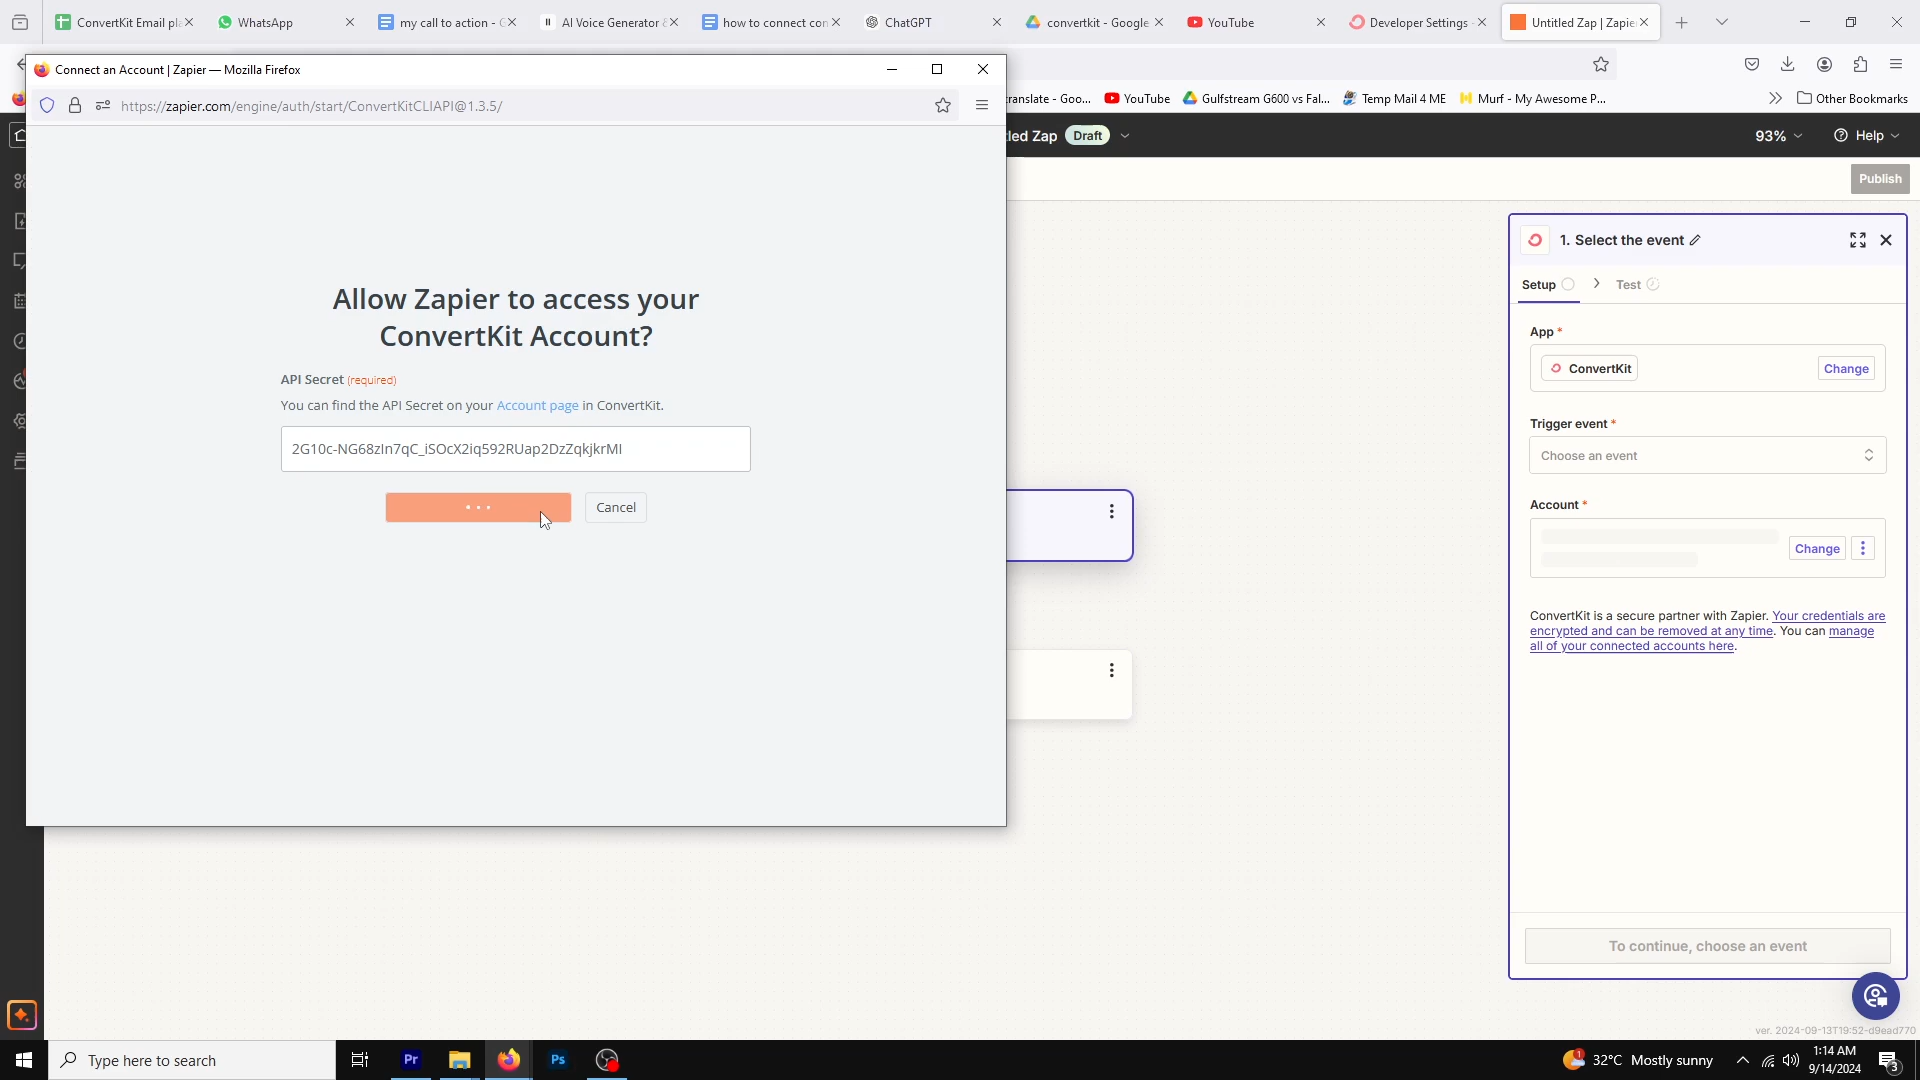 ConvertKit Email pla
WhatsApp
my call to action - G
AI Voice Generator &
how to connect con
ChatGPT
convertkit - Google
YouTube
Developer Settings -
Untitled Zap | Zapie
Connect an Account | Zapier — Mozilla Firefox
https://zapier.com/engine/auth/start/ConvertKitCLIAPI@1.3.5/
ranslate - Goo...
YouTube
Gulfstream G600 vs Fal...
Temp Mail 4 ME
Murf - My Awesome P...
Other Bookmarks
led Zap
Draft
93%
Help
Publish
1. Select the event
Setup
Test
App *
ConvertKit
Change
Trigger event *
Choose an event
Account *
Change
ConvertKit is a secure partner with Zapier. Your credentials are
encrypted and can be removed at any time. You can manage
all of your connected accounts here.
To continue, choose an event
Allow Zapier to access your
ConvertKit Account?
API Secret (required)
You can find the API Secret on your Account page in ConvertKit.
2G10c-NG68zIn7qC_iSOcX2iq592RUap2DzZqkjkrMI
Cancel
ver. 2024-09-13T19:52-d9ead770
Type here to search
Pr
Ps
1
32°C Mostly sunny
1:14 AM
9/14/2024
3